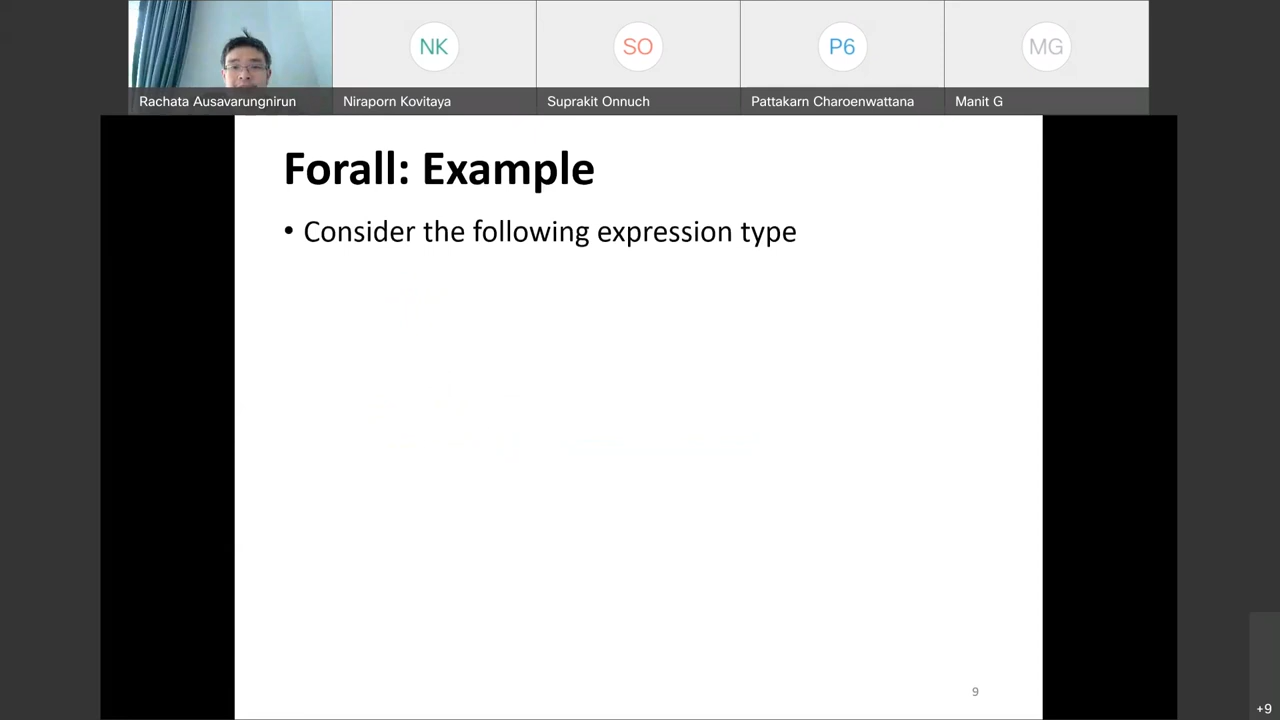 NK
SO
P6
MG
Rachata Ausavarungnirun
Niraporn Kovitaya
Suprakit Onnuch
Pattakarn Charoenwattana
Manit G
Forall: Example
• Consider the following expression type
9
+9